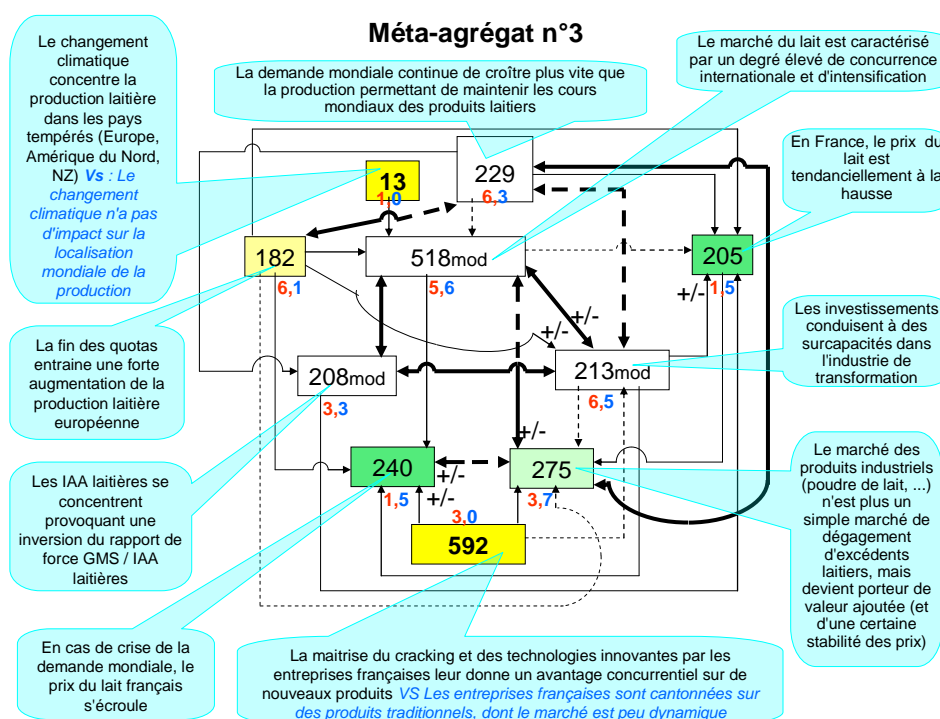 Méta-agrégat n°3
Le changement
climatique
concentre la
production laitière
dans les pays
tempérés (Europe,
Amérique du Nord,
NZ) Vs : Le
changement
climatique n'a pas
d'impact sur la
localisation
mondiale de la
production
La demande mondiale continue de croître plus vite que
la production permettant de maintenir les cours
mondiaux des produits laitiers
Le marché du lait est caractérisé
par un degré élevé de concurrence
internationale et d'intensification
En France, le prix du
lait est
tendanciellement à la
hausse
13
1,0
229
6,3
182
6,1
518mod
5,6
205
+/-
1,5
+/-
+/-
La fin des quotas
entraine une forte
augmentation de la
production laitière
européenne
Les investissements
conduisent à des
surcapacités dans
l'industrie de
transformation
208mod
3,3
213mod
6,5
Les IAA laitières se
concentrent
provoquant une
inversion du rapport de
force GMS / IAA
laitières
+/-
240
+/-
1,5
+/-
275
3,7
3,0
592
Le marché des
produits industriels
(poudre de lait, ...)
n'est plus un
simple marché de
dégagement
d'excédents
laitiers, mais
devient porteur de
valeur ajoutée (et
d'une certaine
stabilité des prix)
En cas de crise de la
demande mondiale, le
prix du lait français
s'écroule
La maitrise du cracking et des technologies innovantes par les
entreprises françaises leur donne un avantage concurrentiel sur de
nouveaux produits VS Les entreprises françaises sont cantonnées sur
des produits traditionnels, dont le marché est peu dynamique